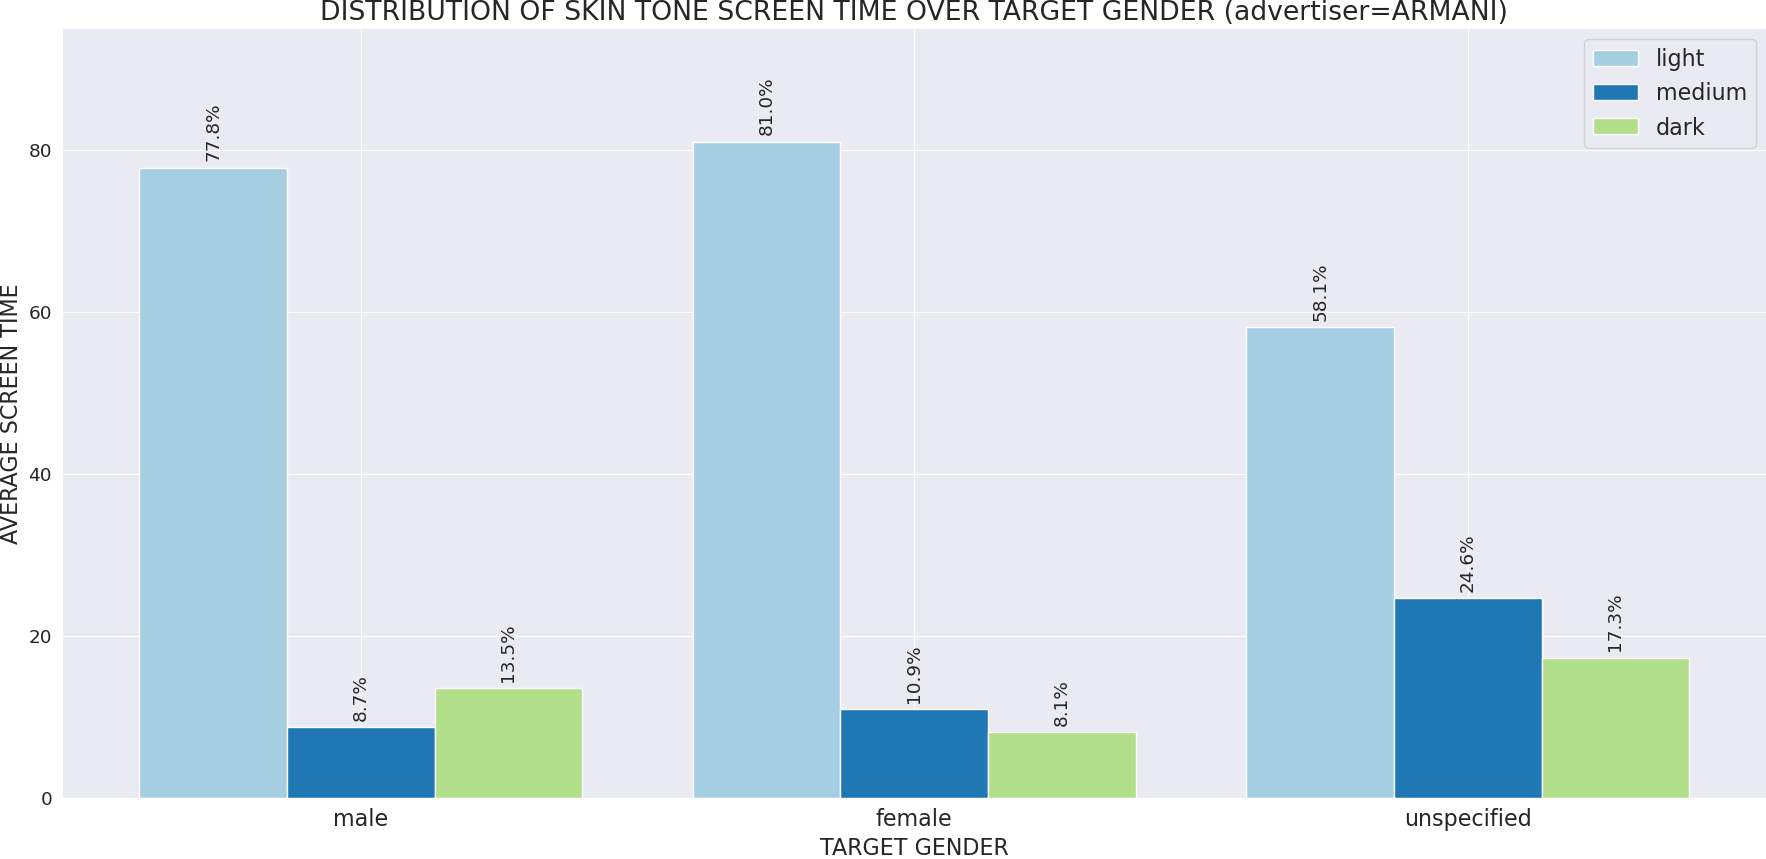 DISTRIBUTION OF SKIN TONE SCREEN TIME OVER TARGET GENDER (advertiser=ARMANI)
light
medium
dark
AVERAGE SCREEN TIME
80
60
40
20
0
77.8%
8.7%
13.5%
81.0%
10.9%
8.1%
58.1%
24.6%
17.3%
male
female
unspecified
TARGET GENDER